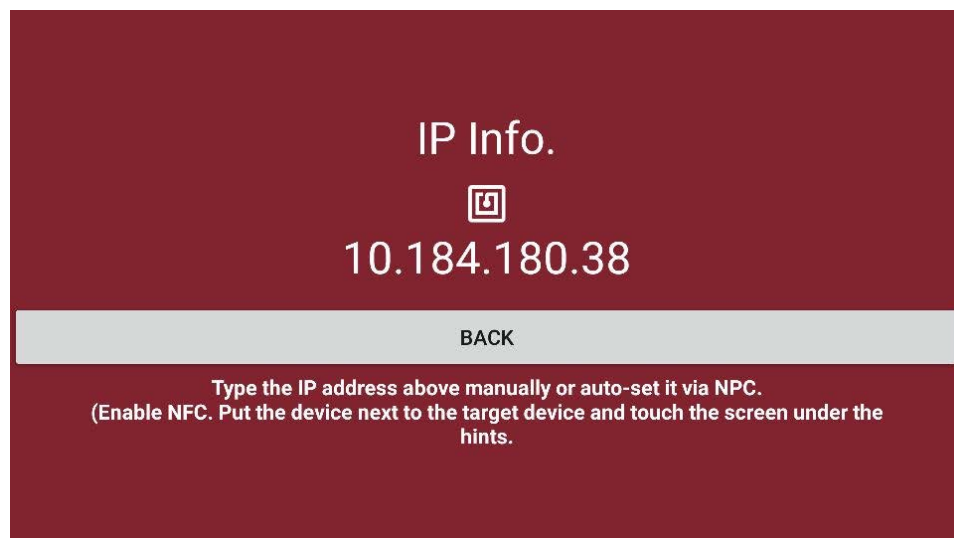 IP Info.
10.184.180.38
BACK
Type the IP address above manually or auto-set it via NPC.
(Enable NFC. Put the device next to the target device and touch the screen under the
hints.